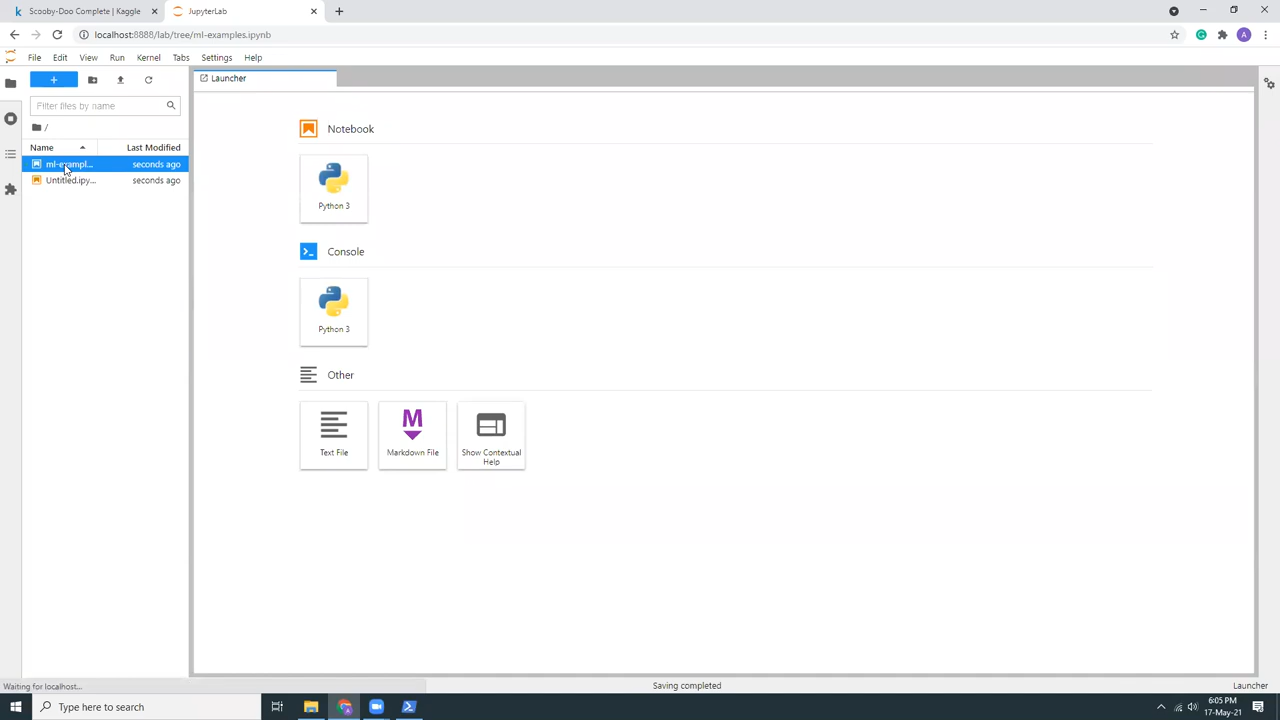 Scooby-Doo Complete | Kaggle
JupyterLab
localhost:8888/lab/tree/ml-examples.ipynb
A
File Edit View Run Kernel Tabs Settings Help
Launcher
Filter files by name
/
Name Last Modified
ml-exampl... seconds ago
Untitled.ipy... seconds ago
Notebook
Python 3
Console
Python 3
Other
Text File
M
Markdown File
Show Contextual
Help
Waiting for localhost... Saving completed Launcher
Type here to search
6:05 PM
17-May-21